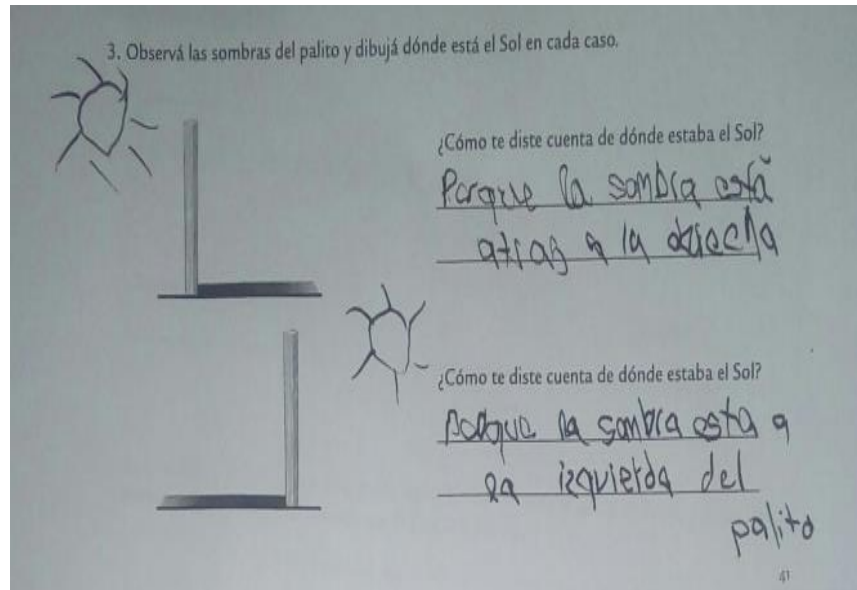 3. Observá las sombras del palito y dibujá dónde está el Sol en cada caso.
¿Cómo te diste cuenta de dónde estaba el Sol?
Porque la sombra está
atras a la derecha
¿Cómo te diste cuenta de dónde estaba el Sol?
Porque la sombra esta a
la izquierda del
palito
41